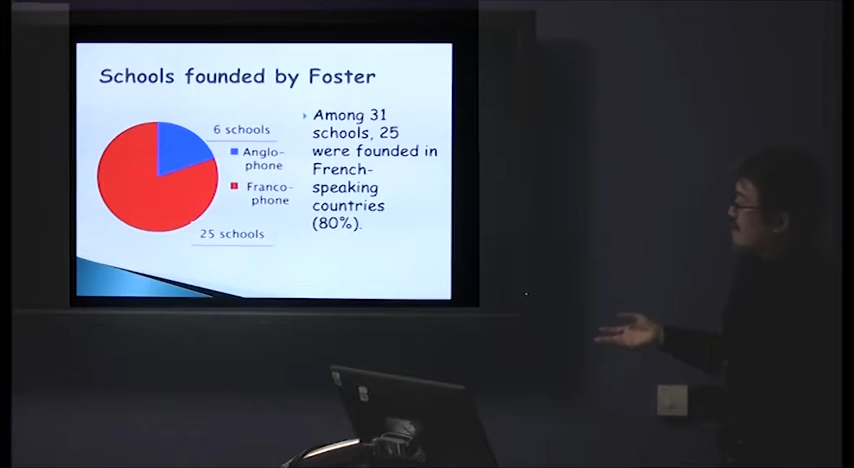 Schools founded by Foster
6 schools
Anglo-
phone
Franco-
phone
25 schools
Among 31
schools, 25
were founded in
French-
speaking
countries
(80%).